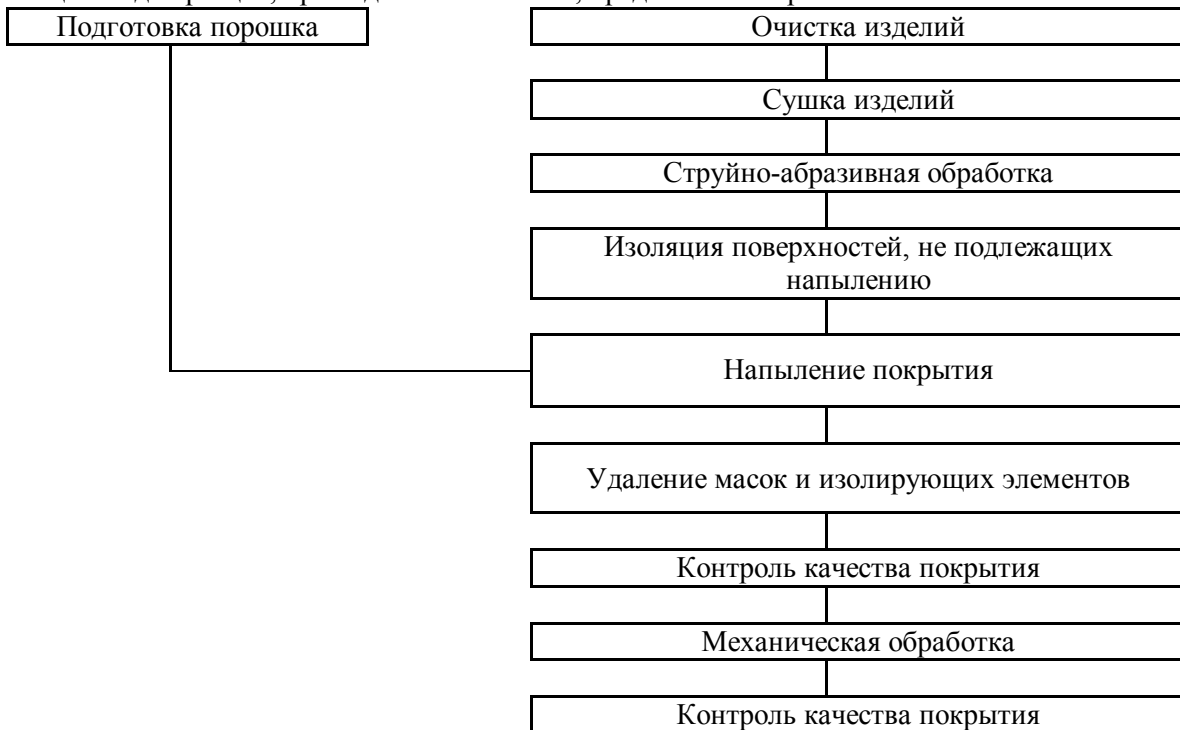 Подготовка порошка
Очистка изделий
Сушка изделий
Струйно-абразивная обработка
Изоляция поверхностей, не подлежащих
напылению
Напыление покрытия
Удаление масок и изолирующих элементов
Контроль качества покрытия
Механическая обработка
Контроль качества покрытия